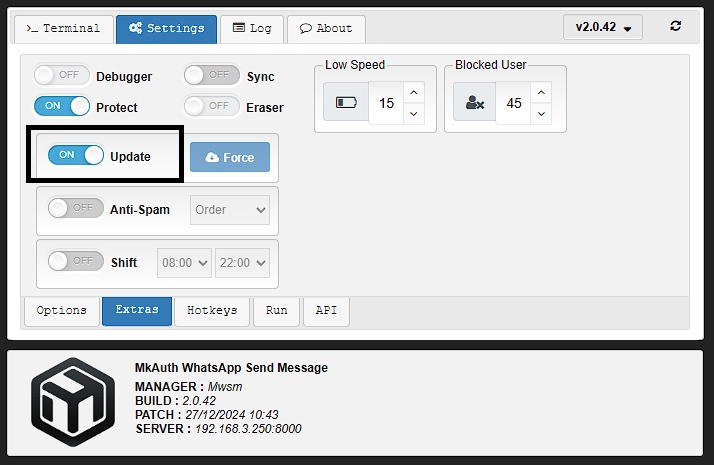 Terminal Settings Log About v2.0.42
OFF Debugger OFF Sync Low Speed Blocked User
ON Protect OFF Eraser 15 45
ON Update Force
OFF Anti-Spam Order
OFF Shift 08:00 22:00
Options Extras Hotkeys Run API
MkAuth WhatsApp Send Message
MANAGER : Mwsm
BUILD : 2.0.42
PATCH : 27/12/2024 10:43
SERVER : 192.168.3.250:8000